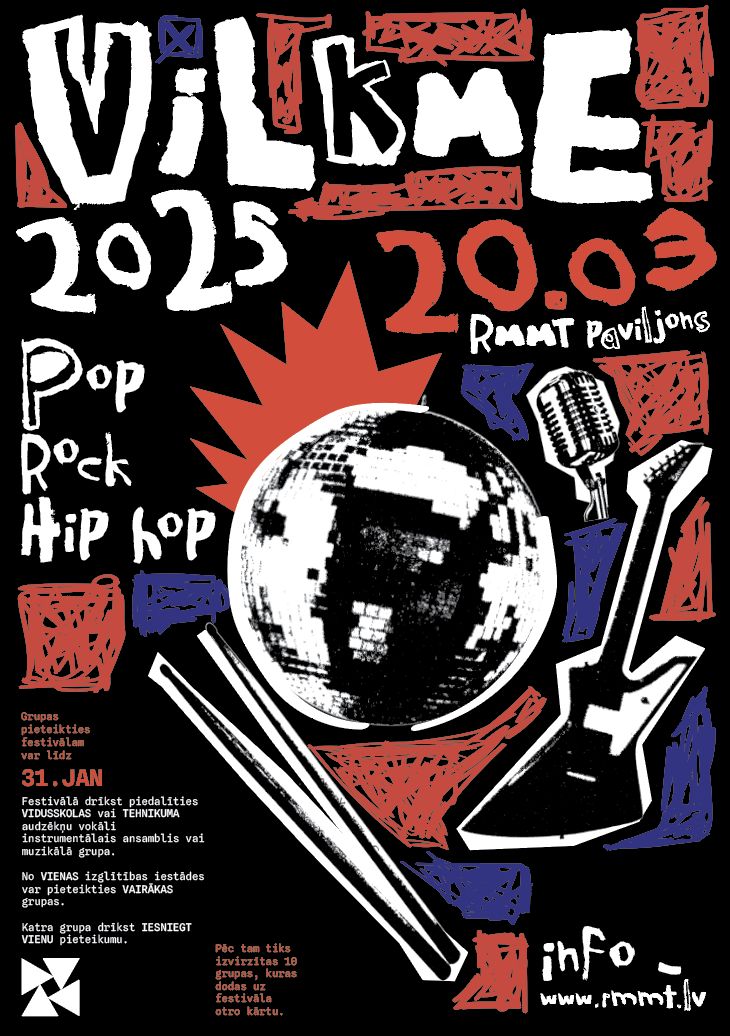 ViLkME
2025
20.03
RMMT Paviljons
Pop
Rock
Hip hop
Grupas
pieteikties
festivālam
var līdz
31.JAN
Festivālā drīkst piedalīties
VIDUSSKOLAS vai TEHNIKUMA
audzēkņu vokāli
instrumentālais ansamblis vai
muzikālā grupa.
No VIENAS izglītības iestādes
var pieteikties VAIRĀKAS
grupas.
Katra grupa drīkst IESNIEGT
VIENU pieteikumu.
Pēc tam tiks
izvirzītas 10
grupas, kuras
dodas uz
festivāla
otro kārtu.
info _
www.rmmt.lv